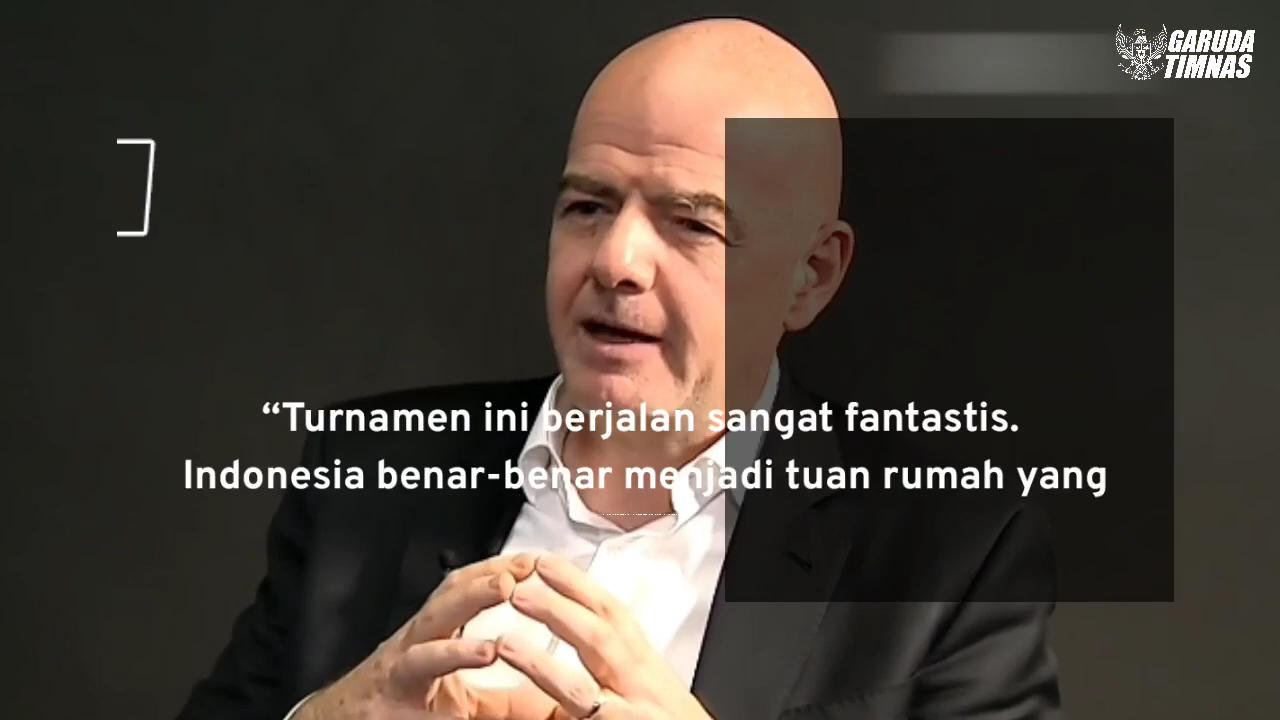 GARUDA
TIMNAS
“Turnamen ini berjalan sangat fantastis.
Indonesia benar-benar menjadi tuan rumah yang